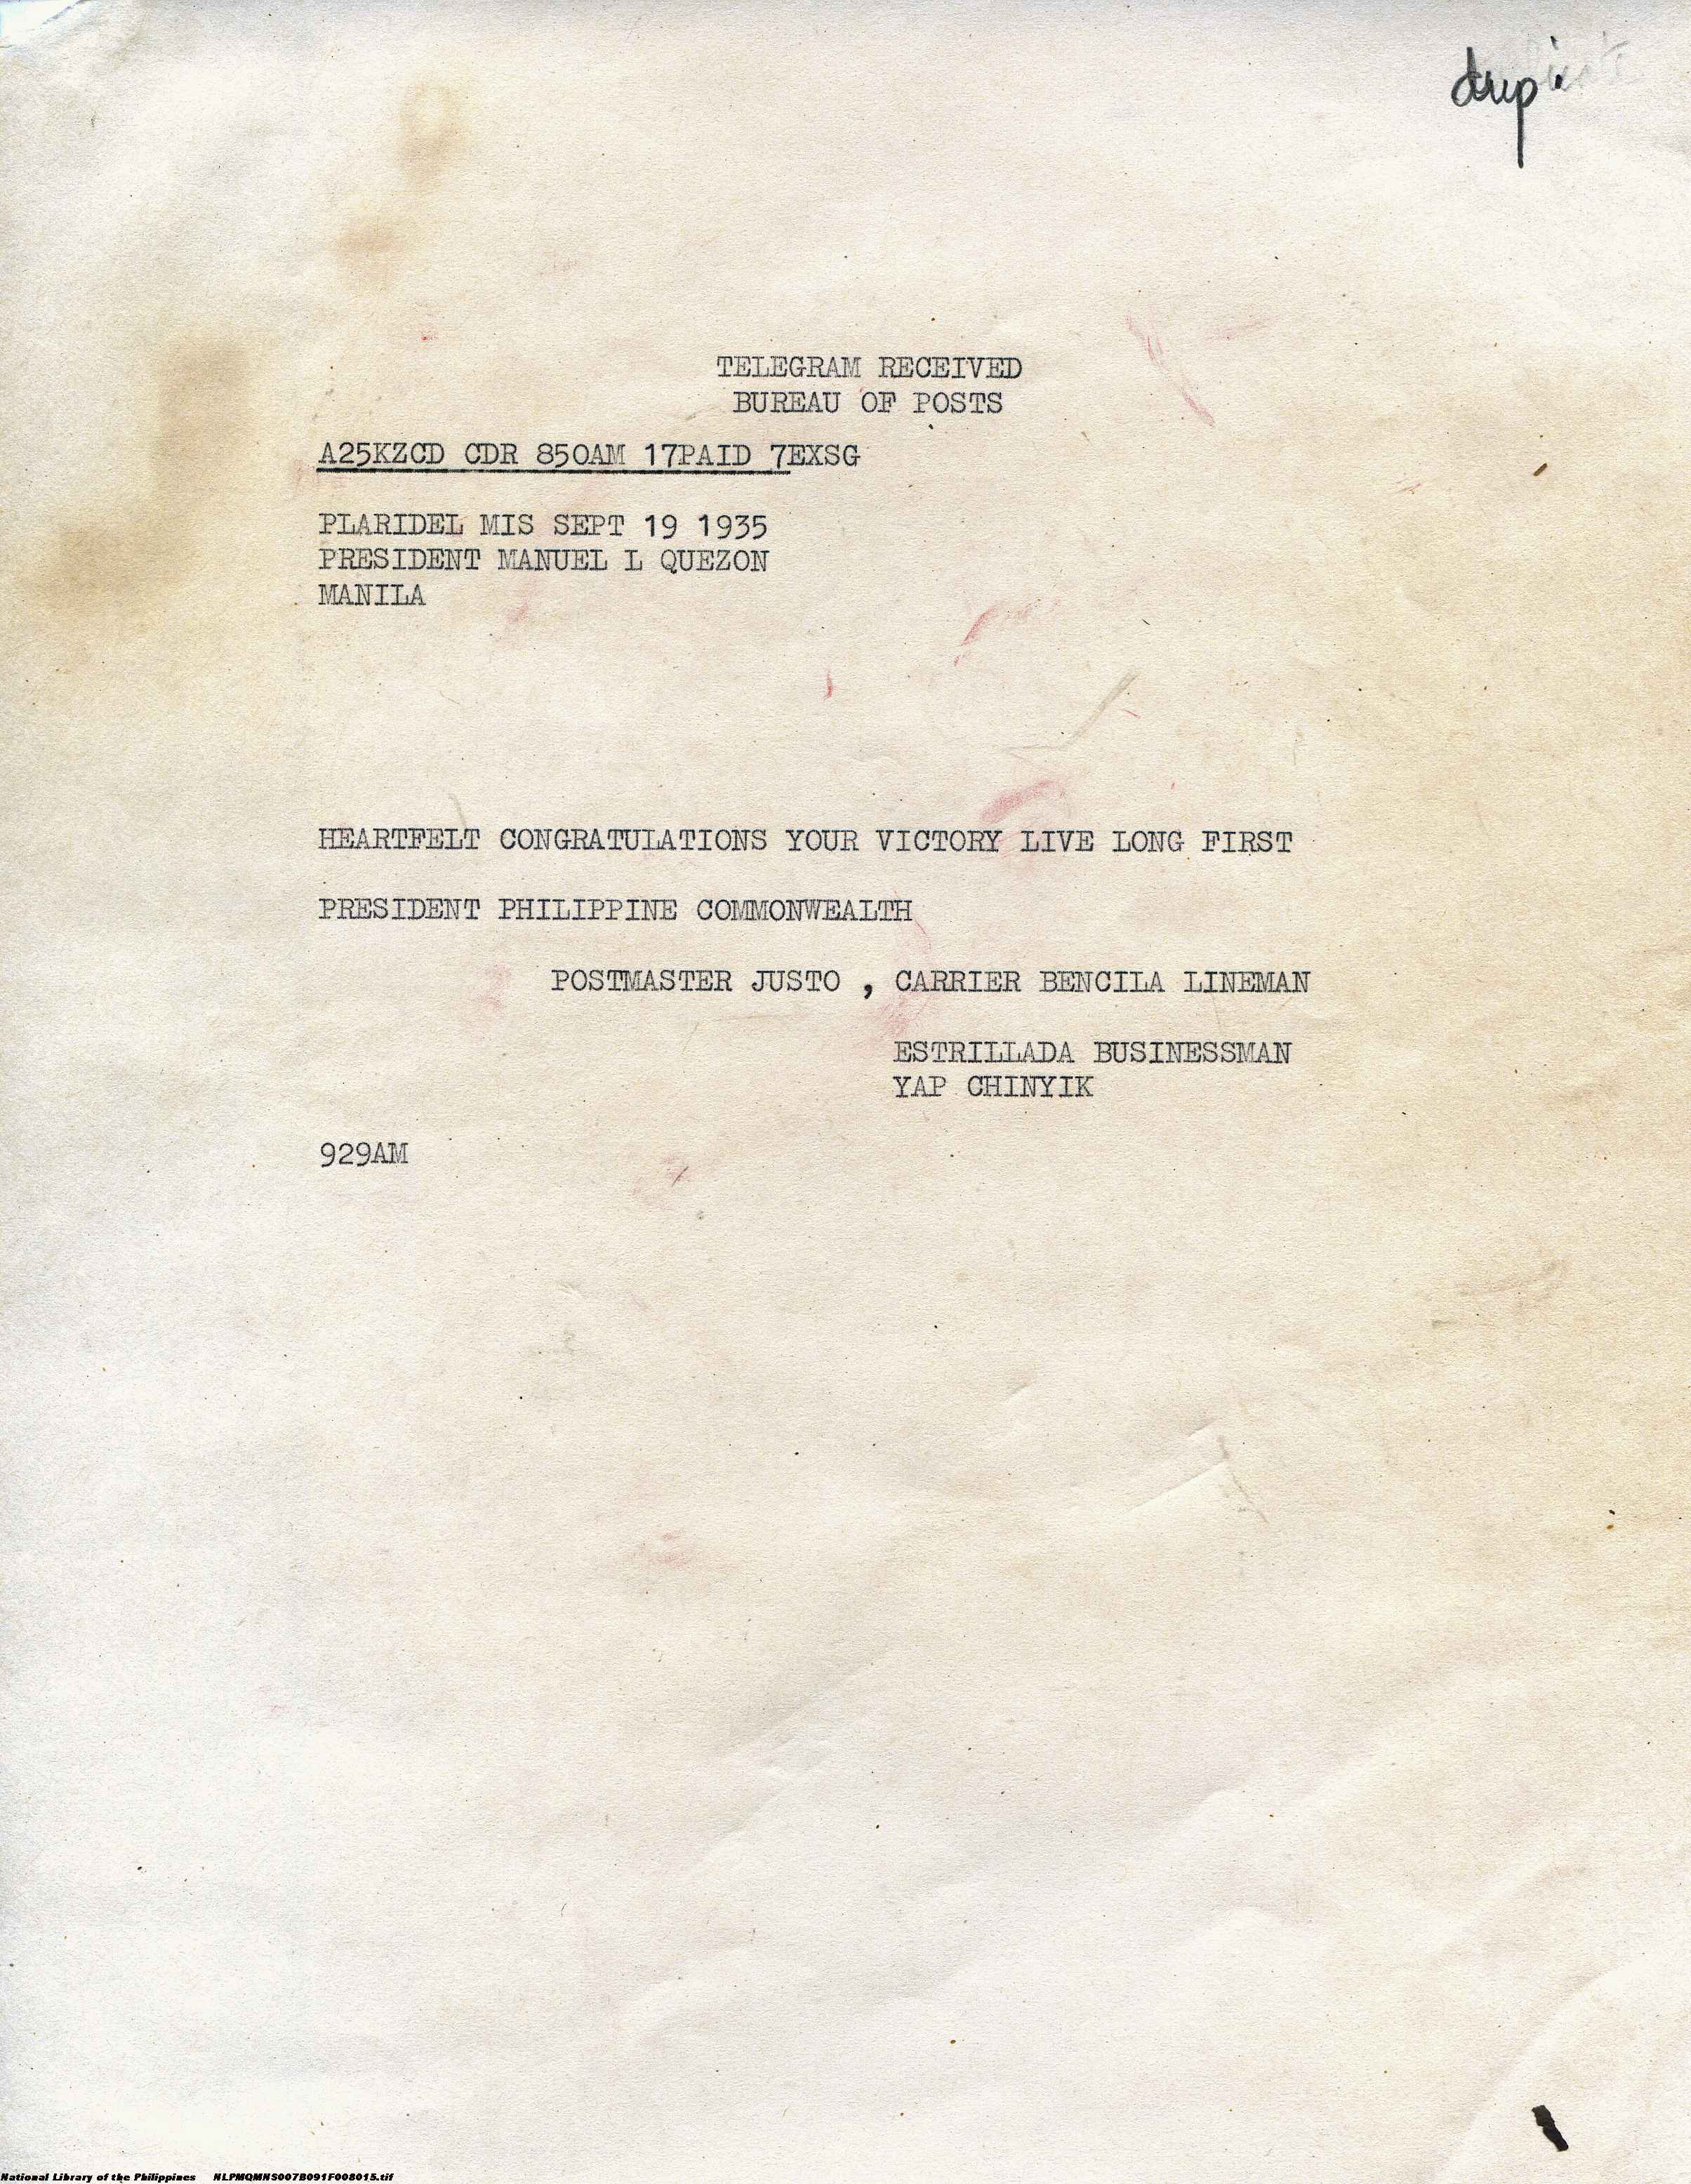 dup.
TELEGRAM RECEIVED
BUREAU OF POSTS
A25KZCD CDR 850AM 17PAID 7EXSG
PLARIDEL MIS SEPT 19 1935
PRESIDENT MANUEL L QUEZON
MANILA
HEARTFELT CONGRATULATIONS YOUR VICTORY LIVE LONG FIRST
PRESIDENT PHILIPPINE COMMONWEALTH
POSTMASTER JUSTO , CARRIER BENCILA LINEMAN
ESTRILLADA BUSINESSMAN
YAP CHINYIK
929AM
National Library of the Philippines NLPMQMNS007B091F008015.tif